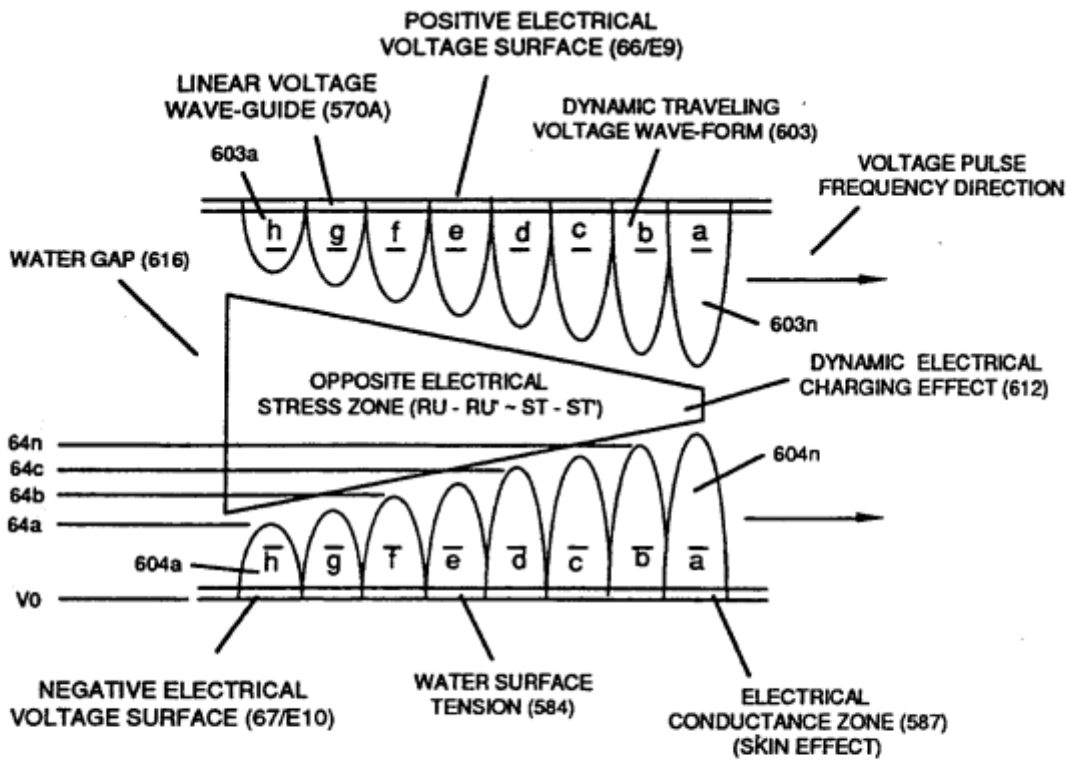 POSITIVE ELECTRICAL
VOLTAGE SURFACE (66/E9)
LINEAR VOLTAGE
WAVE-GUIDE (570A)
DYNAMIC TRAVELING
VOLTAGE WAVE-FORM (603)
603a
VOLTAGE PULSE
FREQUENCY DIRECTION
h g f e d c b a
WATER GAP (616)
603n
OPPOSITE ELECTRICAL
STRESS ZONE (RU - RU' ~ ST - ST')
DYNAMIC ELECTRICAL
CHARGING EFFECT (612)
64n
64c
64b
64a
604n
h g f e d c b a
604a
V0
NEGATIVE ELECTRICAL
VOLTAGE SURFACE (67/E10)
WATER SURFACE
TENSION (584)
ELECTRICAL
CONDUCTANCE ZONE (587)
(SKIN EFFECT)